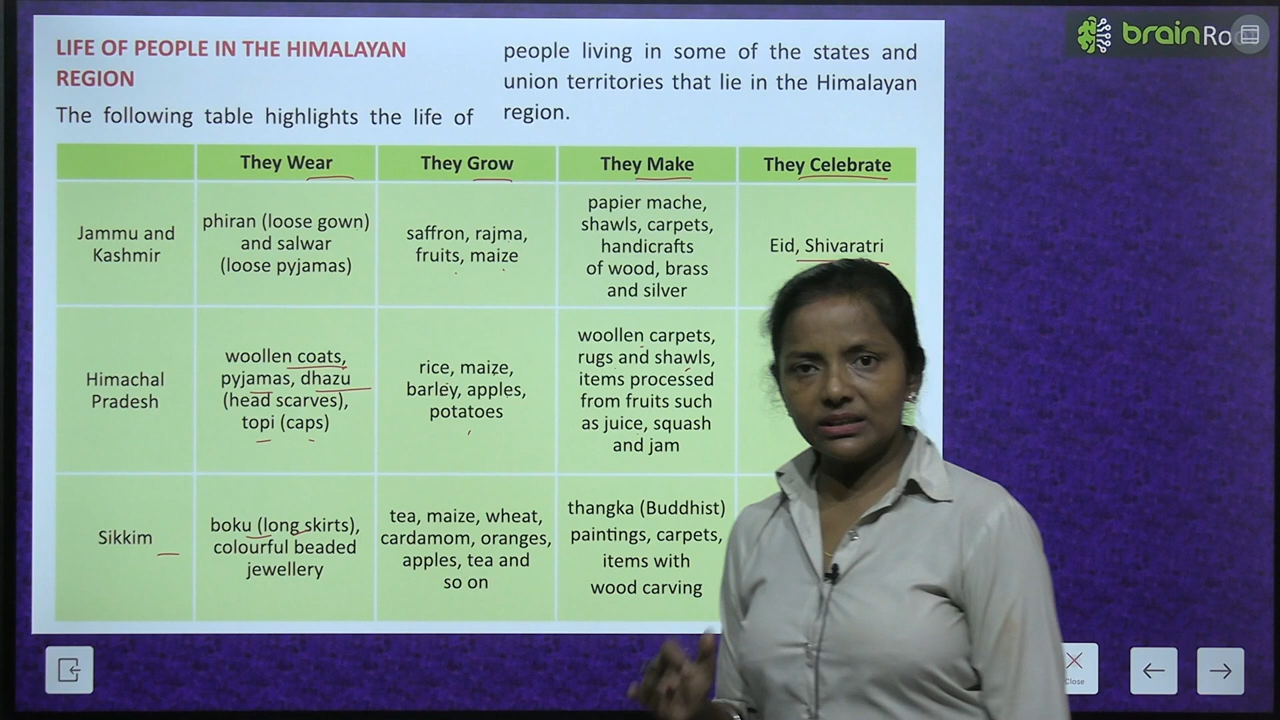 brainRo
LIFE OF PEOPLE IN THE HIMALAYAN
REGION
The following table highlights the life of
people living in some of the states and
union territories that lie in the Himalayan
region.
They Wear They Grow They Make They Celebrate
Jammu and
Kashmir
phiran (loose gown)
and salwar
(loose pyjamas)
saffron, rajma,
fruits, maize
papier mache,
shawls, carpets,
handicrafts
of wood, brass
and silver
Eid, Shivaratri
Himachal
Pradesh
woollen coats,
pyjamas, dhazu
(head scarves),
topi (caps)
rice, maize,
barley, apples,
potatoes
woollen carpets,
rugs and shawls,
items processed
from fruits such
as juice, squash
and jam
Sikkim
boku (long skirts),
colourful beaded
jewellery
tea, maize, wheat,
cardamom, oranges,
apples, tea and
so on
thangka (Buddhist)
paintings, carpets,
items with
wood carving
Close